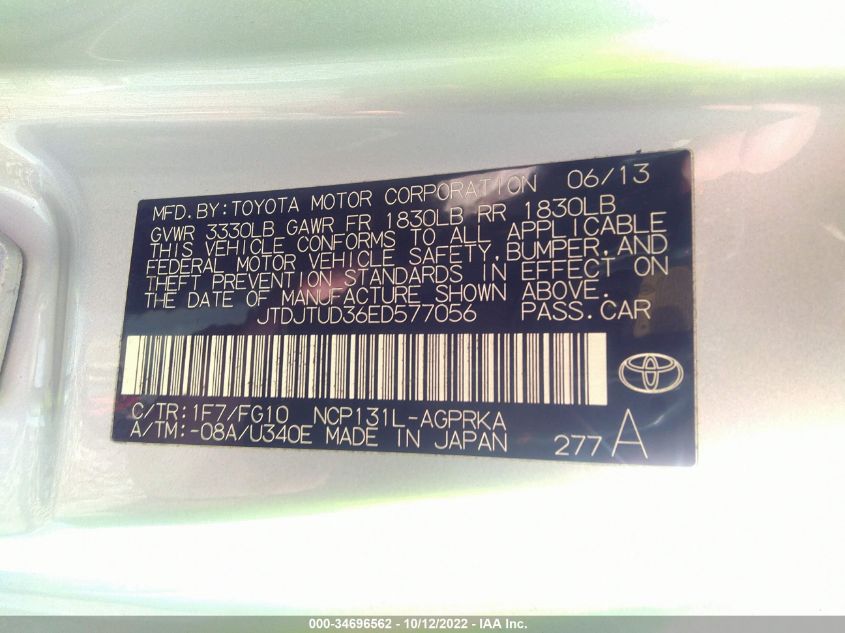 MFD. BY: TOYOTA MOTOR CORPORATION 06/13
GVWR 3330LB GAWR FR 1830LB RR 1830LB
THIS VEHICLE CONFORMS TO ALL APPLICABLE
FEDERAL MOTOR VEHICLE SAFETY, BUMPER, AND
THEFT PREVENTION STANDARDS IN EFFECT ON
THE DATE OF MANUFACTURE SHOWN ABOVE.
JTDJTUD36ED577056 PASS. CAR
C/TR: 1F7/FG10 NCP131L-AGPRKA
A/TM: -08A/U340E MADE IN JAPAN 277 A
000-34696562 - 10/12/2022 - IAA Inc.